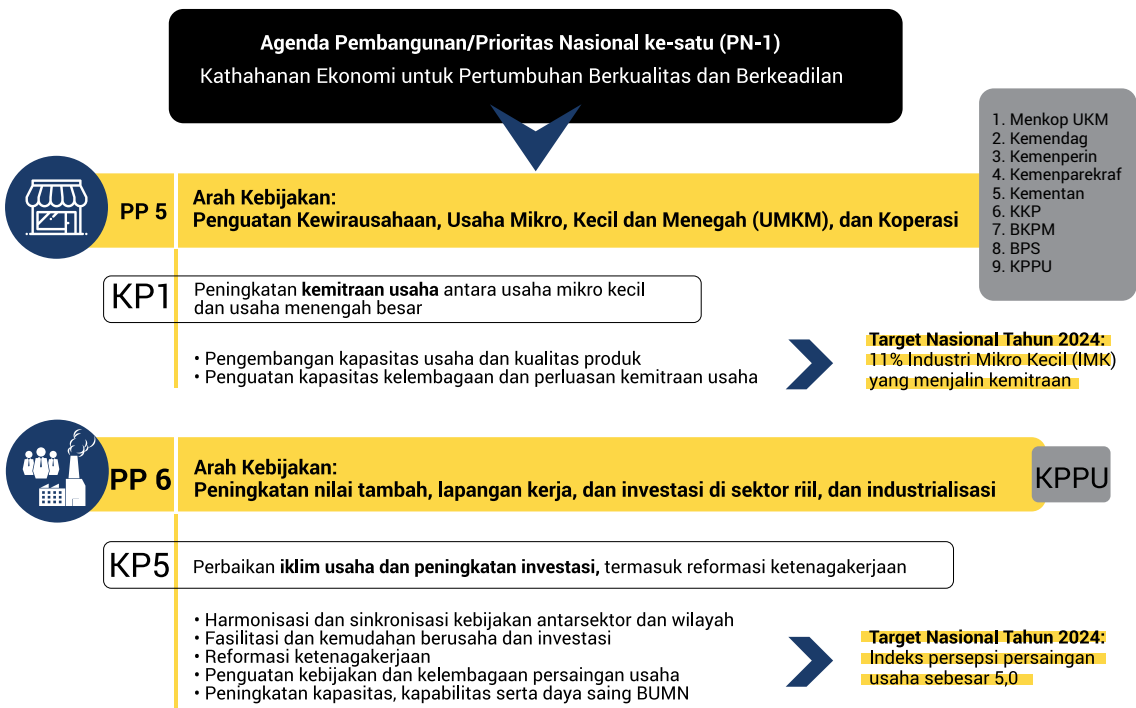 Agenda Pembangunan/Prioritas Nasional ke-satu (PN-1)
Kathahanan Ekonomi untuk Pertumbuhan Berkualitas dan Berkeadilan
1. Menkop UKM
2. Kemendag
3. Kemenperin
4. Kemenparekraf
5. Kementan
6. KKP
7. BKPM
8. BPS
9. KPPU
PP 5
Arah Kebijakan:
Penguatan Kewirausahaan, Usaha Mikro, Kecil dan Menegah (UMKM), dan Koperasi
KP1
Peningkatan kemitraan usaha antara usaha mikro kecil
dan usaha menengah besar
• Pengembangan kapasitas usaha dan kualitas produk
• Penguatan kapasitas kelembagaan dan perluasan kemitraan usaha
Target Nasional Tahun 2024:
11% Industri Mikro Kecil (IMK)
yang menjalin kemitraan
PP 6
Arah Kebijakan:
Peningkatan nilai tambah, lapangan kerja, dan investasi di sektor riil, dan industrialisasi
KPPU
KP5
Perbaikan iklim usaha dan peningkatan investasi, termasuk reformasi ketenagakerjaan
• Harmonisasi dan sinkronisasi kebijakan antarsektor dan wilayah
• Fasilitasi dan kemudahan berusaha dan investasi
• Reformasi ketenagakerjaan
• Penguatan kebijakan dan kelembagaan persaingan usaha
• Peningkatan kapasitas, kapabilitas serta daya saing BUMN
Target Nasional Tahun 2024:
Indeks persepsi persaingan
usaha sebesar 5,0